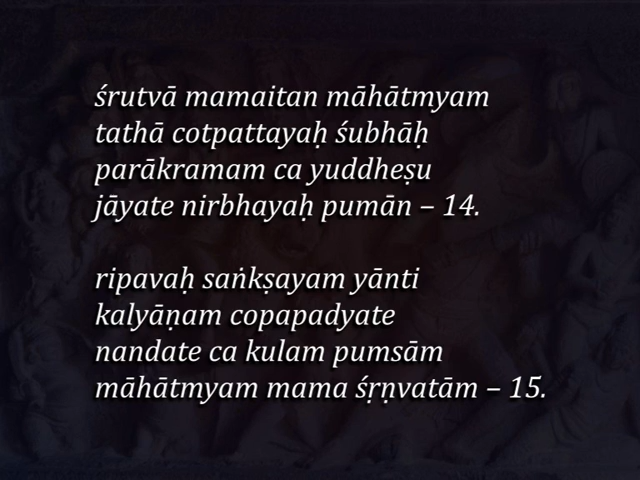 śrutvā mamaitan māhātmyam
tathā cotpattayaḥ śubhāḥ
parākramam ca yuddheṣu
jāyate nirbhayaḥ pumān – 14.
ripavaḥ saṅkṣayam yānti
kalyāṇam copapadyate
nandate ca kulam pumsām
māhātmyam mama śṛṇvatām – 15.